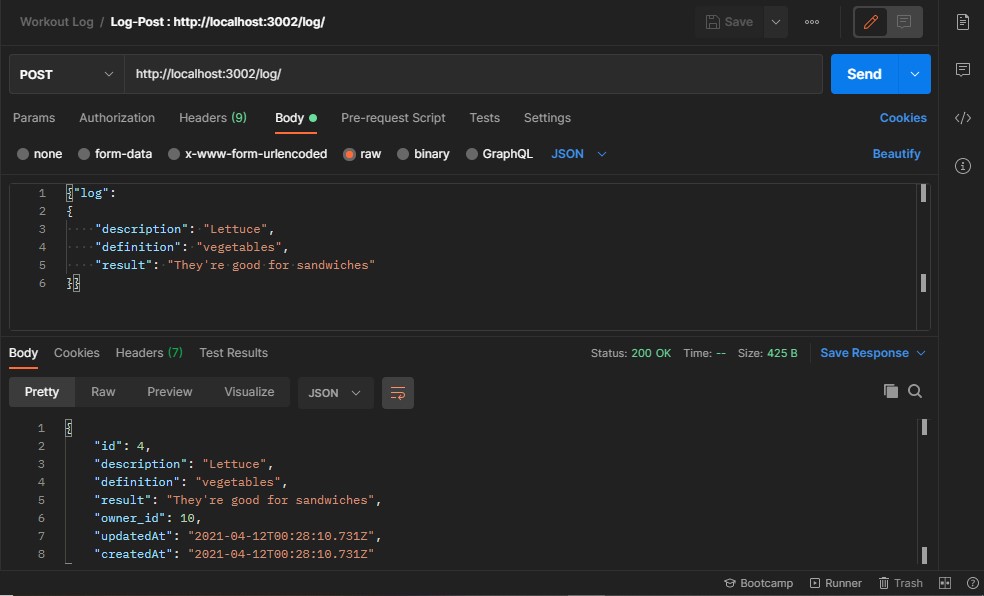 Workout Log / Log-Post : http://localhost:3002/log/ Save
POST http://localhost:3002/log/ Send
Params Authorization Headers (9) Body Pre-request Script Tests Settings Cookies
none form-data x-www-form-urlencoded raw binary GraphQL JSON Beautify
1 {"log":
2 {
3 "description": "Lettuce",
4 "definition": "vegetables",
5 "result": "They're good for sandwiches"
6 }}
Body Cookies Headers (7) Test Results Status: 200 OK Time: -- Size: 425 B Save Response
Pretty Raw Preview Visualize JSON
1 {
2 "id": 4,
3 "description": "Lettuce",
4 "definition": "vegetables",
5 "result": "They're good for sandwiches",
6 "owner_id": 10,
7 "updatedAt": "2021-04-12T00:28:10.731Z",
8 "createdAt": "2021-04-12T00:28:10.731Z"
Bootcamp Runner Trash